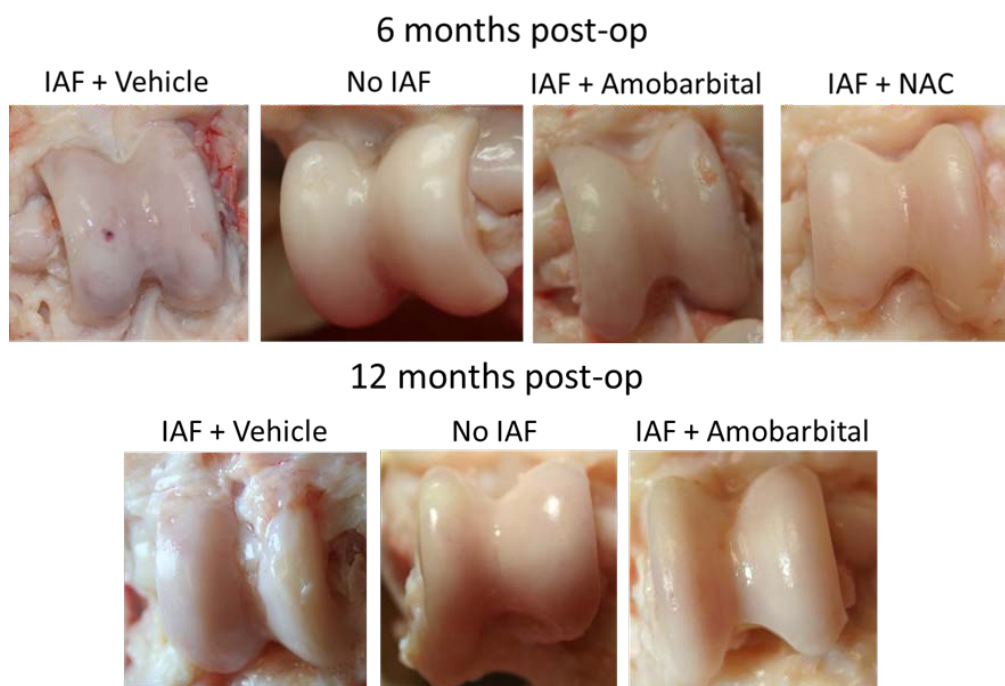 6 months post-op
IAF + Vehicle
No IAF
IAF + Amobarbital
IAF + NAC
12 months post-op
IAF + Vehicle
No IAF
IAF + Amobarbital